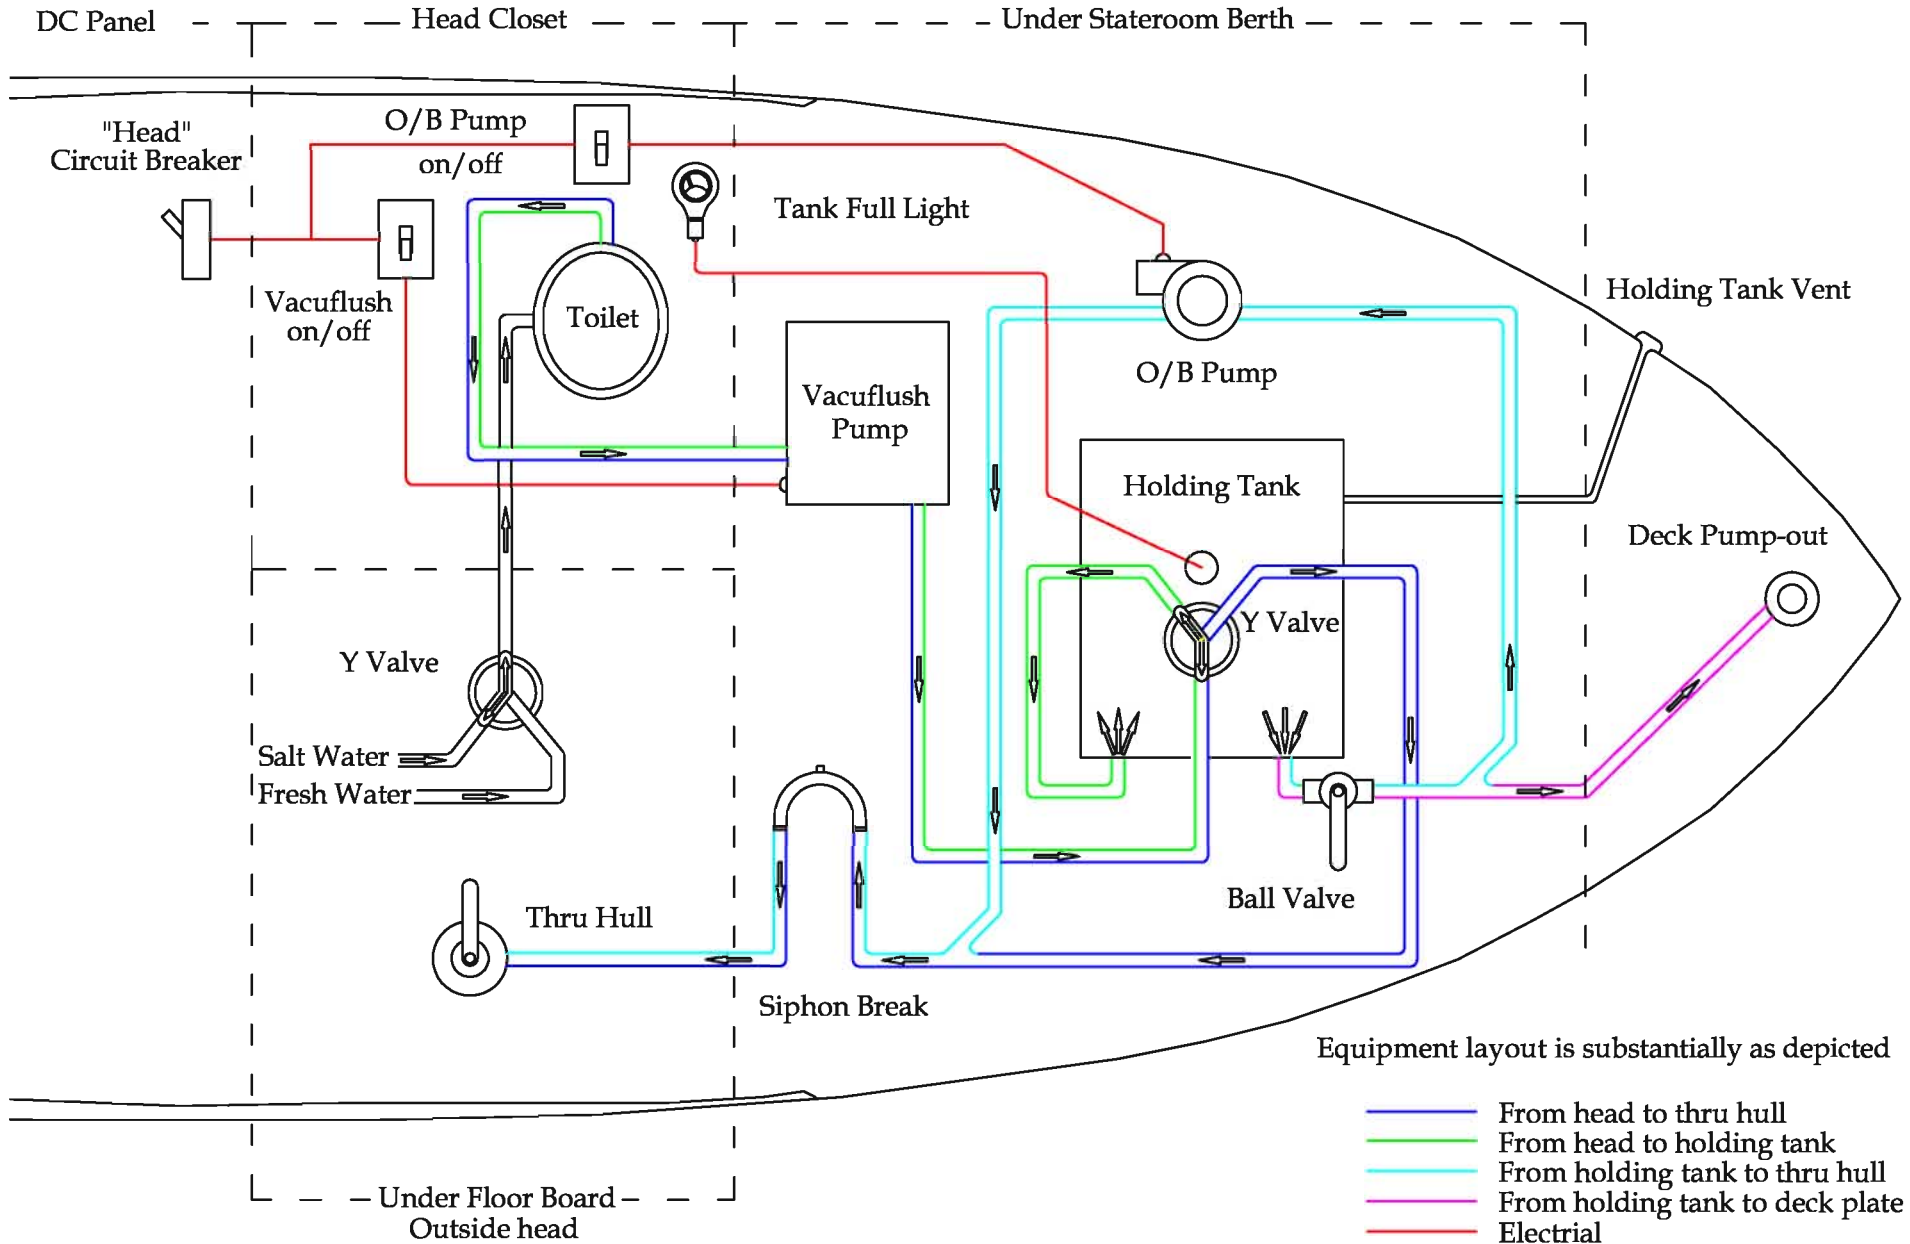 DC Panel
Head Closet
Under Stateroom Berth
"Head"
Circuit Breaker
O/B Pump
on/off
Tank Full Light
Vacuflush
on/off
Toilet
Holding Tank Vent
O/B Pump
Vacuflush
Pump
Holding Tank
Deck Pump-out
Y Valve
Y Valve
Salt Water
Fresh Water
Ball Valve
Thru Hull
Siphon Break
Equipment layout is substantially as depicted
From head to thru hull
From head to holding tank
From holding tank to thru hull
From holding tank to deck plate
Electrial
Under Floor Board
Outside head